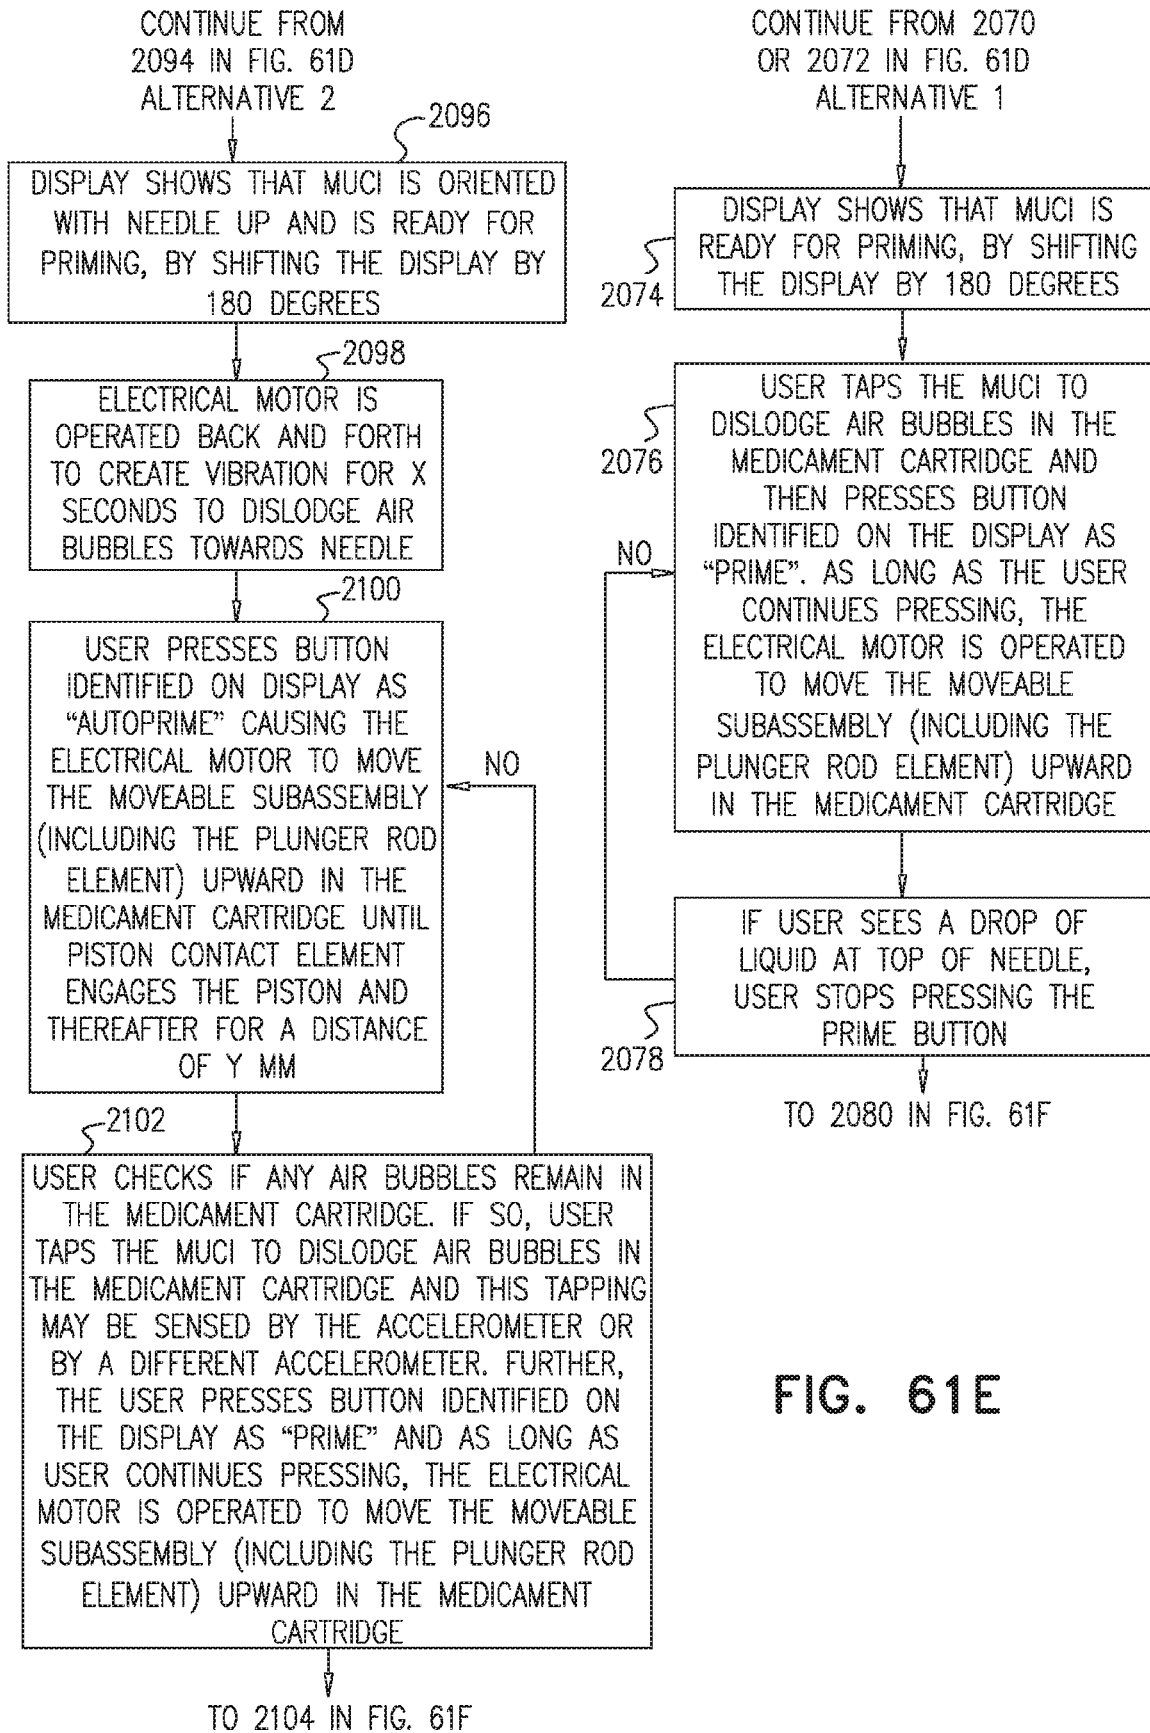 CONTINUE FROM
2094 IN FIG. 61D
ALTERNATIVE 2
2096
DISPLAY SHOWS THAT MUCI IS ORIENTED
WITH NEEDLE UP AND IS READY FOR
PRIMING, BY SHIFTING THE DISPLAY BY
180 DEGREES
2098
ELECTRICAL MOTOR IS
OPERATED BACK AND FORTH
TO CREATE VIBRATION FOR X
SECONDS TO DISLODGE AIR
BUBBLES TOWARDS NEEDLE
2100
USER PRESSES BUTTON
IDENTIFIED ON DISPLAY AS
“AUTOPRIME” CAUSING THE
ELECTRICAL MOTOR TO MOVE
THE MOVEABLE SUBASSEMBLY
(INCLUDING THE PLUNGER ROD
ELEMENT) UPWARD IN THE
MEDICAMENT CARTRIDGE UNTIL
PISTON CONTACT ELEMENT
ENGAGES THE PISTON AND
THEREAFTER FOR A DISTANCE
OF Y MM
NO
2102
USER CHECKS IF ANY AIR BUBBLES REMAIN IN
THE MEDICAMENT CARTRIDGE. IF SO, USER
TAPS THE MUCI TO DISLODGE AIR BUBBLES IN
THE MEDICAMENT CARTRIDGE AND THIS TAPPING
MAY BE SENSED BY THE ACCELEROMETER OR
BY A DIFFERENT ACCELEROMETER. FURTHER,
THE USER PRESSES BUTTON IDENTIFIED ON
THE DISPLAY AS “PRIME” AND AS LONG AS
USER CONTINUES PRESSING, THE ELECTRICAL
MOTOR IS OPERATED TO MOVE THE MOVEABLE
SUBASSEMBLY (INCLUDING THE PLUNGER ROD
ELEMENT) UPWARD IN THE MEDICAMENT
CARTRIDGE
TO 2104 IN FIG. 61F
CONTINUE FROM 2070
OR 2072 IN FIG. 61D
ALTERNATIVE 1
DISPLAY SHOWS THAT MUCI IS
READY FOR PRIMING, BY SHIFTING
THE DISPLAY BY 180 DEGREES
2074
USER TAPS THE MUCI TO
DISLODGE AIR BUBBLES IN THE
MEDICAMENT CARTRIDGE AND
THEN PRESSES BUTTON
IDENTIFIED ON THE DISPLAY AS
“PRIME”. AS LONG AS THE USER
CONTINUES PRESSING, THE
ELECTRICAL MOTOR IS OPERATED
TO MOVE THE MOVEABLE
SUBASSEMBLY (INCLUDING THE
PLUNGER ROD ELEMENT) UPWARD
IN THE MEDICAMENT CARTRIDGE
2076
NO
IF USER SEES A DROP OF
LIQUID AT TOP OF NEEDLE,
USER STOPS PRESSING THE
PRIME BUTTON
2078
TO 2080 IN FIG. 61F
FIG. 61E